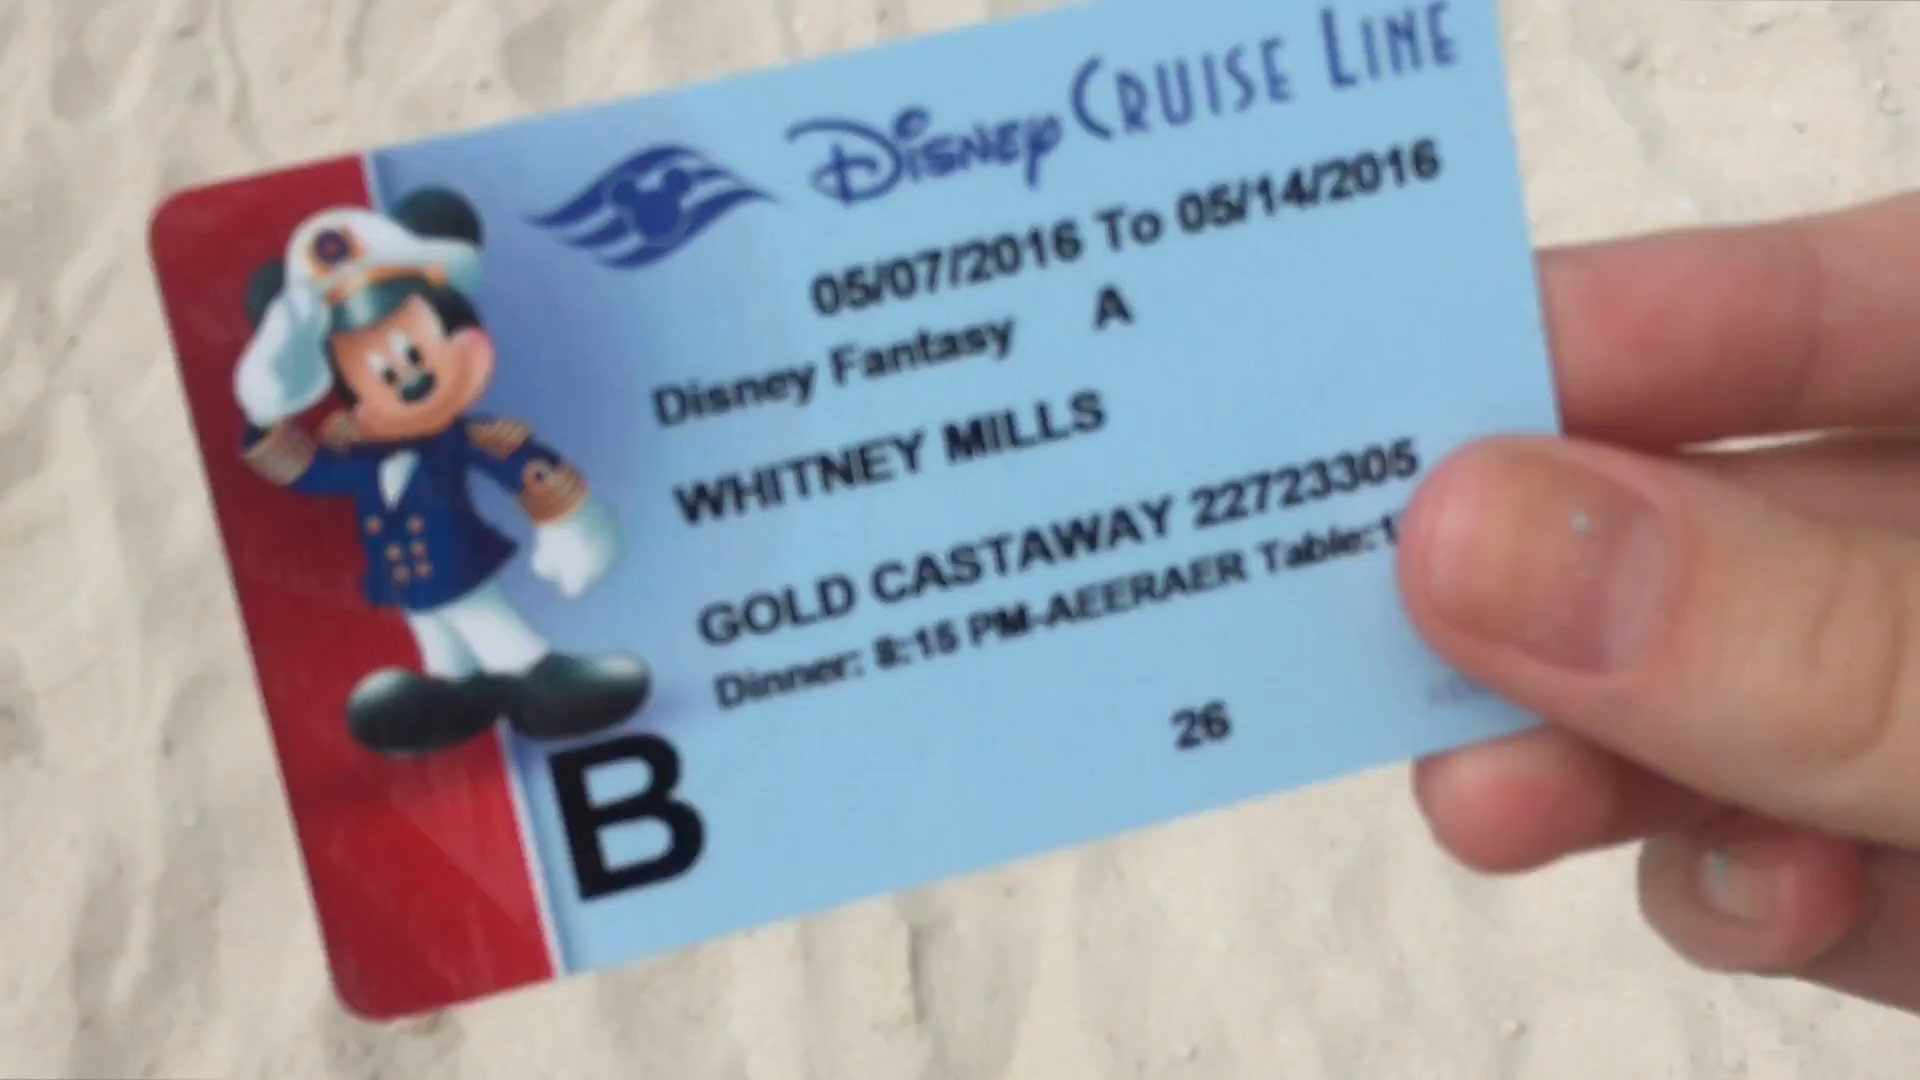 Disney Cruise Line
05/07/2016 To 05/14/2016
Disney Fantasy A
WHITNEY MILLS
GOLD CASTAWAY 22723305
Dinner: 8:15 PM-AEERAER Table:1
26
B